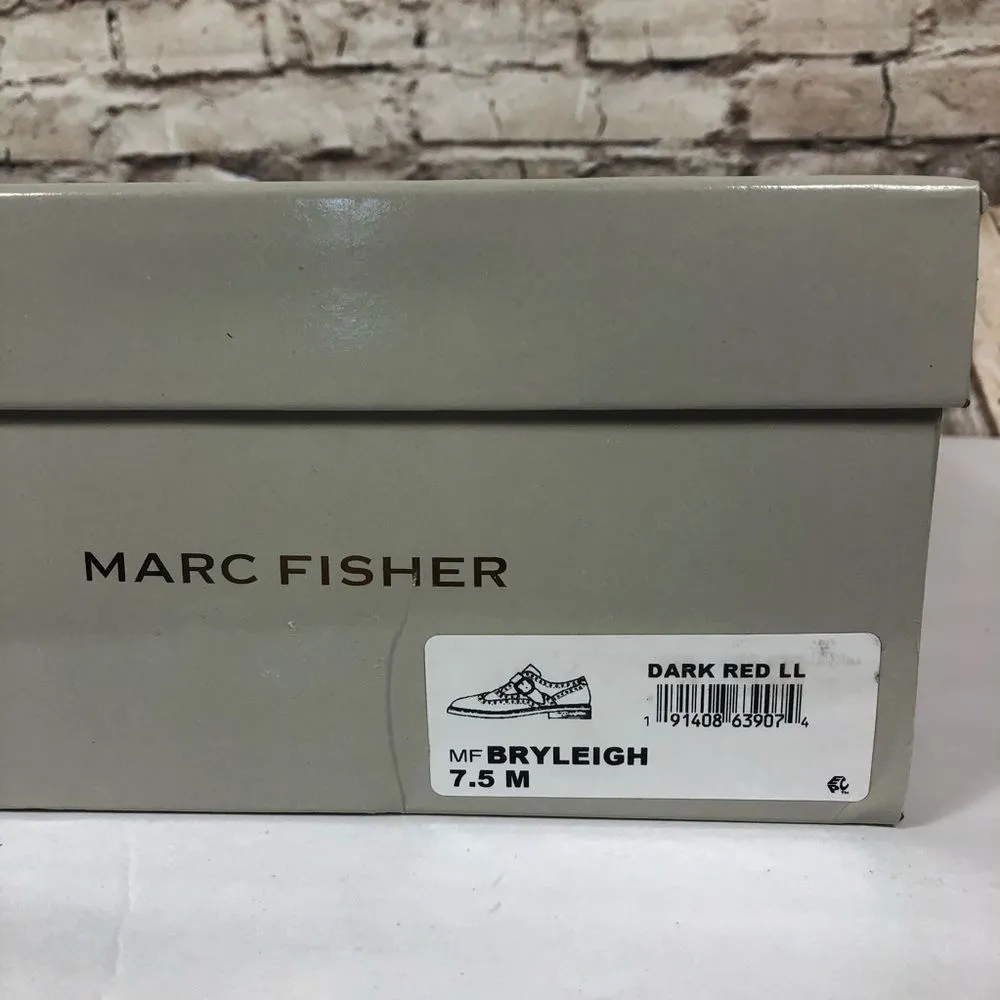 MARC FISHER
DARK RED LL
1 91408 63907 4
MF BRYLEIGH
7.5 M